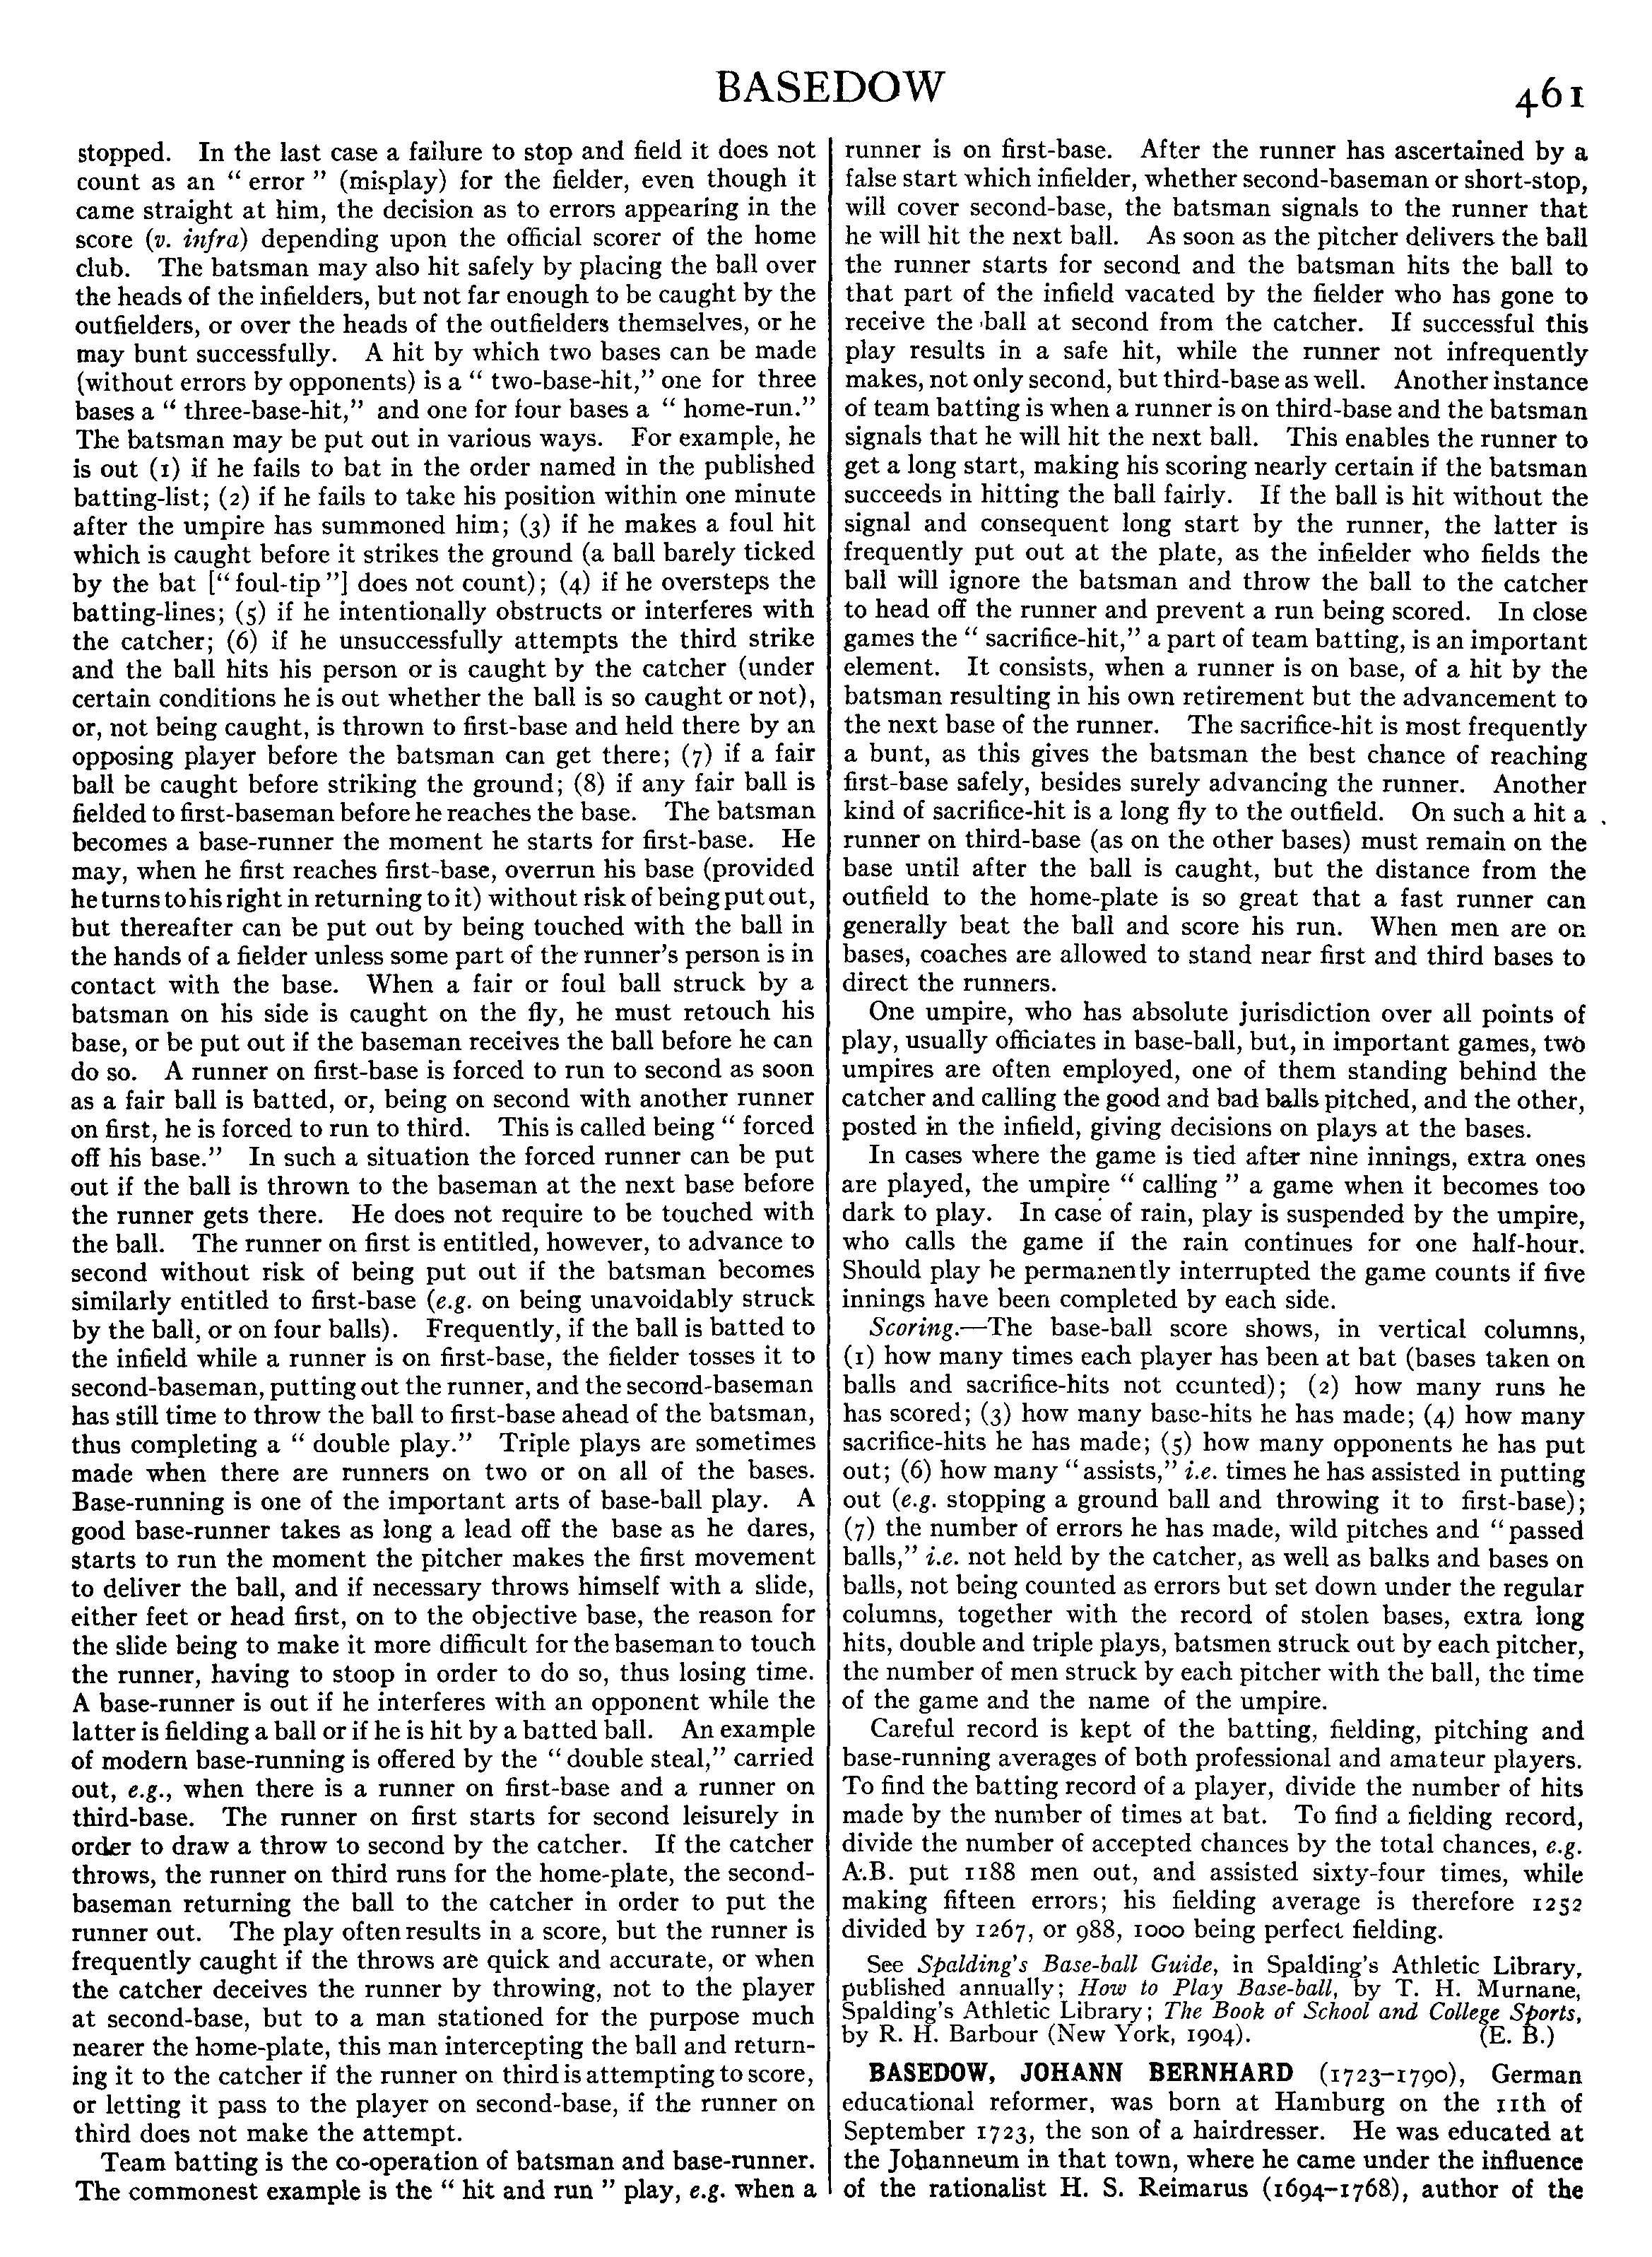 BASEDOW
461
stopped. In the last case a failure to stop and field it does not
count as an “ error ” (misplay) for the fielder, even though it
came straight at him, the decision as to errors appearing in the
score (v. infra) depending upon the official scorer of the home
club. The batsman may also hit safely by placing the ball over
the heads of the infielders, but not far enough to be caught by the
outfielders, or over the heads of the outfielders themselves, or he
may bunt successfully. A hit by which two bases can be made
(without errors by opponents) is a “ two-base-hit,” one for three
bases a “ three-base-hit,” and one for four bases a “ home-run.”
The batsman may be put out in various ways. For example, he
is out (1) if he fails to bat in the order named in the published
batting-list; (2) if he fails to take his position within one minute
after the umpire has summoned him; (3) if he makes a foul hit
which is caught before it strikes the ground (a ball barely ticked
by the bat [“ foul-tip ”] does not count); (4) if he oversteps the
batting-lines; (5) if he intentionally obstructs or interferes with
the catcher; (6) if he unsuccessfully attempts the third strike
and the ball hits his person or is caught by the catcher (under
certain conditions he is out whether the ball is so caught or not),
or, not being caught, is thrown to first-base and held there by an
opposing player before the batsman can get there; (7) if a fair
ball be caught before striking the ground; (8) if any fair ball is
fielded to first-baseman before he reaches the base. The batsman
becomes a base-runner the moment he starts for first-base. He
may, when he first reaches first-base, overrun his base (provided
he turns to his right in returning to it) without risk of being put out,
but thereafter can be put out by being touched with the ball in
the hands of a fielder unless some part of the runner’s person is in
contact with the base. When a fair or foul ball struck by a
batsman on his side is caught on the fly, he must retouch his
base, or be put out if the baseman receives the ball before he can
do so. A runner on first-base is forced to run to second as soon
as a fair ball is batted, or, being on second with another runner
on first, he is forced to run to third. This is called being “ forced
off his base.” In such a situation the forced runner can be put
out if the ball is thrown to the baseman at the next base before
the runner gets there. He does not require to be touched with
the ball. The runner on first is entitled, however, to advance to
second without risk of being put out if the batsman becomes
similarly entitled to first-base (e.g. on being unavoidably struck
by the ball, or on four balls). Frequently, if the ball is batted to
the infield while a runner is on first-base, the fielder tosses it to
second-baseman, putting out the runner, and the second-baseman
has still time to throw the ball to first-base ahead of the batsman,
thus completing a “ double play.” Triple plays are sometimes
made when there are runners on two or on all of the bases.
Base-running is one of the important arts of base-ball play. A
good base-runner takes as long a lead off the base as he dares,
starts to run the moment the pitcher makes the first movement
to deliver the ball, and if necessary throws himself with a slide,
either feet or head first, on to the objective base, the reason for
the slide being to make it more difficult for the baseman to touch
the runner, having to stoop in order to do so, thus losing time.
A base-runner is out if he interferes with an opponent while the
latter is fielding a ball or if he is hit by a batted ball. An example
of modern base-running is offered by the “ double steal,” carried
out, e.g., when there is a runner on first-base and a runner on
third-base. The runner on first starts for second leisurely in
order to draw a throw to second by the catcher. If the catcher
throws, the runner on third runs for the home-plate, the second-
baseman returning the ball to the catcher in order to put the
runner out. The play often results in a score, but the runner is
frequently caught if the throws are quick and accurate, or when
the catcher deceives the runner by throwing, not to the player
at second-base, but to a man stationed for the purpose much
nearer the home-plate, this man intercepting the ball and return-
ing it to the catcher if the runner on third is attempting to score,
or letting it pass to the player on second-base, if the runner on
third does not make the attempt.
Team batting is the co-operation of batsman and base-runner.
The commonest example is the “ hit and run ” play, e.g. when a
runner is on first-base. After the runner has ascertained by a
false start which infielder, whether second-baseman or short-stop,
will cover second-base, the batsman signals to the runner that
he will hit the next ball. As soon as the pitcher delivers the ball
the runner starts for second and the batsman hits the ball to
that part of the infield vacated by the fielder who has gone to
receive the ball at second from the catcher. If successful this
play results in a safe hit, while the runner not infrequently
makes, not only second, but third-base as well. Another instance
of team batting is when a runner is on third-base and the batsman
signals that he will hit the next ball. This enables the runner to
get a long start, making his scoring nearly certain if the batsman
succeeds in hitting the ball fairly. If the ball is hit without the
signal and consequent long start by the runner, the latter is
frequently put out at the plate, as the infielder who fields the
ball will ignore the batsman and throw the ball to the catcher
to head off the runner and prevent a run being scored. In close
games the “ sacrifice-hit,” a part of team batting, is an important
element. It consists, when a runner is on base, of a hit by the
batsman resulting in his own retirement but the advancement to
the next base of the runner. The sacrifice-hit is most frequently
a bunt, as this gives the batsman the best chance of reaching
first-base safely, besides surely advancing the runner. Another
kind of sacrifice-hit is a long fly to the outfield. On such a hit a
runner on third-base (as on the other bases) must remain on the
base until after the ball is caught, but the distance from the
outfield to the home-plate is so great that a fast runner can
generally beat the ball and score his run. When men are on
bases, coaches are allowed to stand near first and third bases to
direct the runners.
One umpire, who has absolute jurisdiction over all points of
play, usually officiates in base-ball, but, in important games, two
umpires are often employed, one of them standing behind the
catcher and calling the good and bad balls pitched, and the other,
posted in the infield, giving decisions on plays at the bases.
In cases where the game is tied after nine innings, extra ones
are played, the umpire “ calling ” a game when it becomes too
dark to play. In case of rain, play is suspended by the umpire,
who calls the game if the rain continues for one half-hour.
Should play be permanently interrupted the game counts if five
innings have been completed by each side.
Scoring.—The base-ball score shows, in vertical columns,
(1) how many times each player has been at bat (bases taken on
balls and sacrifice-hits not counted); (2) how many runs he
has scored; (3) how many base-hits he has made; (4) how many
sacrifice-hits he has made; (5) how many opponents he has put
out; (6) how many “ assists,” i.e. times he has assisted in putting
out (e.g. stopping a ground ball and throwing it to first-base);
(7) the number of errors he has made, wild pitches and “ passed
balls,” i.e. not held by the catcher, as well as balks and bases on
balls, not being counted as errors but set down under the regular
columns, together with the record of stolen bases, extra long
hits, double and triple plays, batsmen struck out by each pitcher,
the number of men struck by each pitcher with the ball, the time
of the game and the name of the umpire.
Careful record is kept of the batting, fielding, pitching and
base-running averages of both professional and amateur players.
To find the batting record of a player, divide the number of hits
made by the number of times at bat. To find a fielding record,
divide the number of accepted chances by the total chances, e.g.
A.B. put 1188 men out, and assisted sixty-four times, while
making fifteen errors; his fielding average is therefore 1252
divided by 1267, or 988, 1000 being perfect fielding.
See Spalding’s Base-ball Guide, in Spalding’s Athletic Library,
published annually; How to Play Base-ball, by T. H. Murnane,
Spalding’s Athletic Library; The Book of School and College Sports,
by R. H. Barbour (New York, 1904). (E. B.)
BASEDOW, JOHANN BERNHARD (1723–1790), German
educational reformer, was born at Hamburg on the 11th of
September 1723, the son of a hairdresser. He was educated at
the Johanneum in that town, where he came under the influence
of the rationalist H. S. Reimarus (1694–1768), author of the